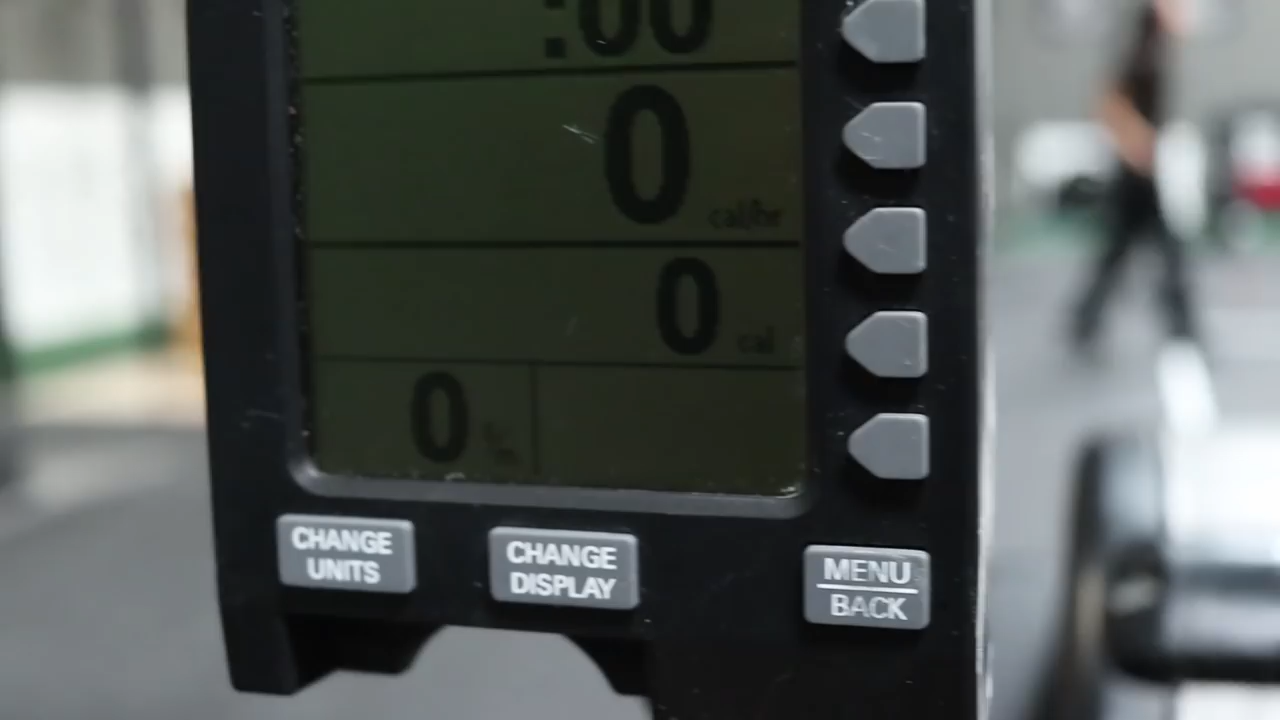 :00
0 cal/hr
0 cal
0
CHANGE
UNITS
CHANGE
DISPLAY
MENU
BACK